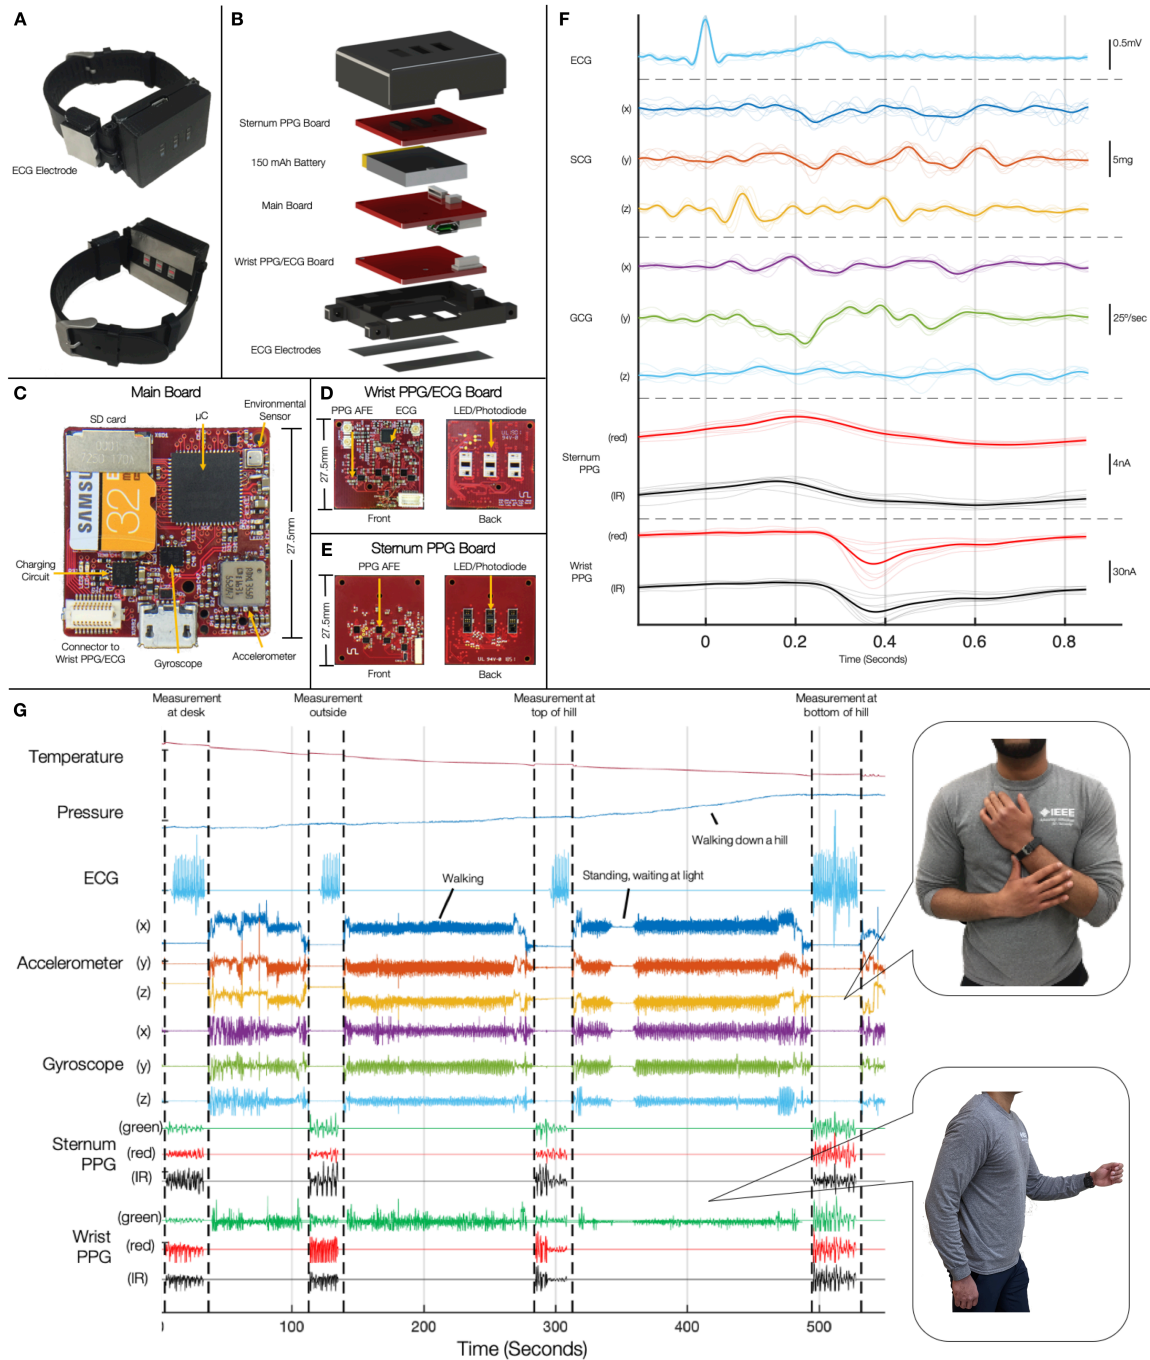 A
ECG Electrode
B
Sternum PPG Board
150 mAh Battery
Main Board
Wrist PPG/ECG Board
ECG Electrodes
C
Main Board
SD card
µC
Environmental
Sensor
SAMSU
32
27.5mm
Charging
Circuit
Connector to
Wrist PPG/ECG
Gyroscope
Accelerometer
D
Wrist PPG/ECG Board
PPG AFE
ECG
LED/Photodiode
27.5mm
Front
Back
E
Sternum PPG Board
PPG AFE
LED/Photodiode
27.5mm
UL 94V-0
Front
Back
F
ECG
0.5mV
(x)
SCG
(y)
5mg
(z)
(x)
GCG
(y)
25º/sec
(z)
(red)
Sternum
PPG
4nA
(IR)
(red)
Wrist
PPG
30nA
(IR)
0
0.2
0.4
0.6
0.8
Time (Seconds)
G
Measurement
at desk
Measurement
outside
Measurement at
top of hill
Measurement at
bottom of hill
Temperature
Pressure
Walking down a hill
ECG
Walking
Standing, waiting at light
(x)
Accelerometer
(y)
(z)
(x)
Gyroscope
(y)
(z)
(green)
Sternum
PPG
(red)
(IR)
(green)
Wrist
PPG
(red)
(IR)
100
200
300
400
500
Time (Seconds)
IEEE